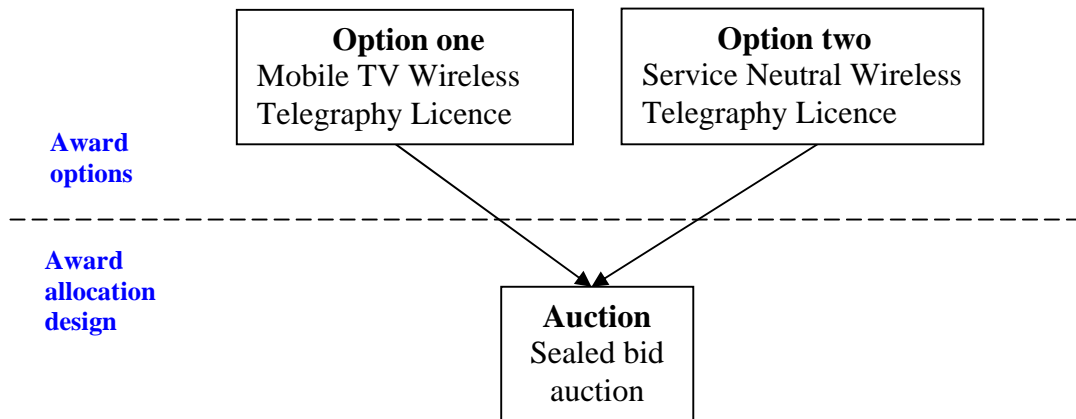 Option one
Mobile TV Wireless
Telegraphy Licence
Option two
Service Neutral Wireless
Telegraphy Licence
Award
options
Award
allocation
design
Auction
Sealed bid
auction